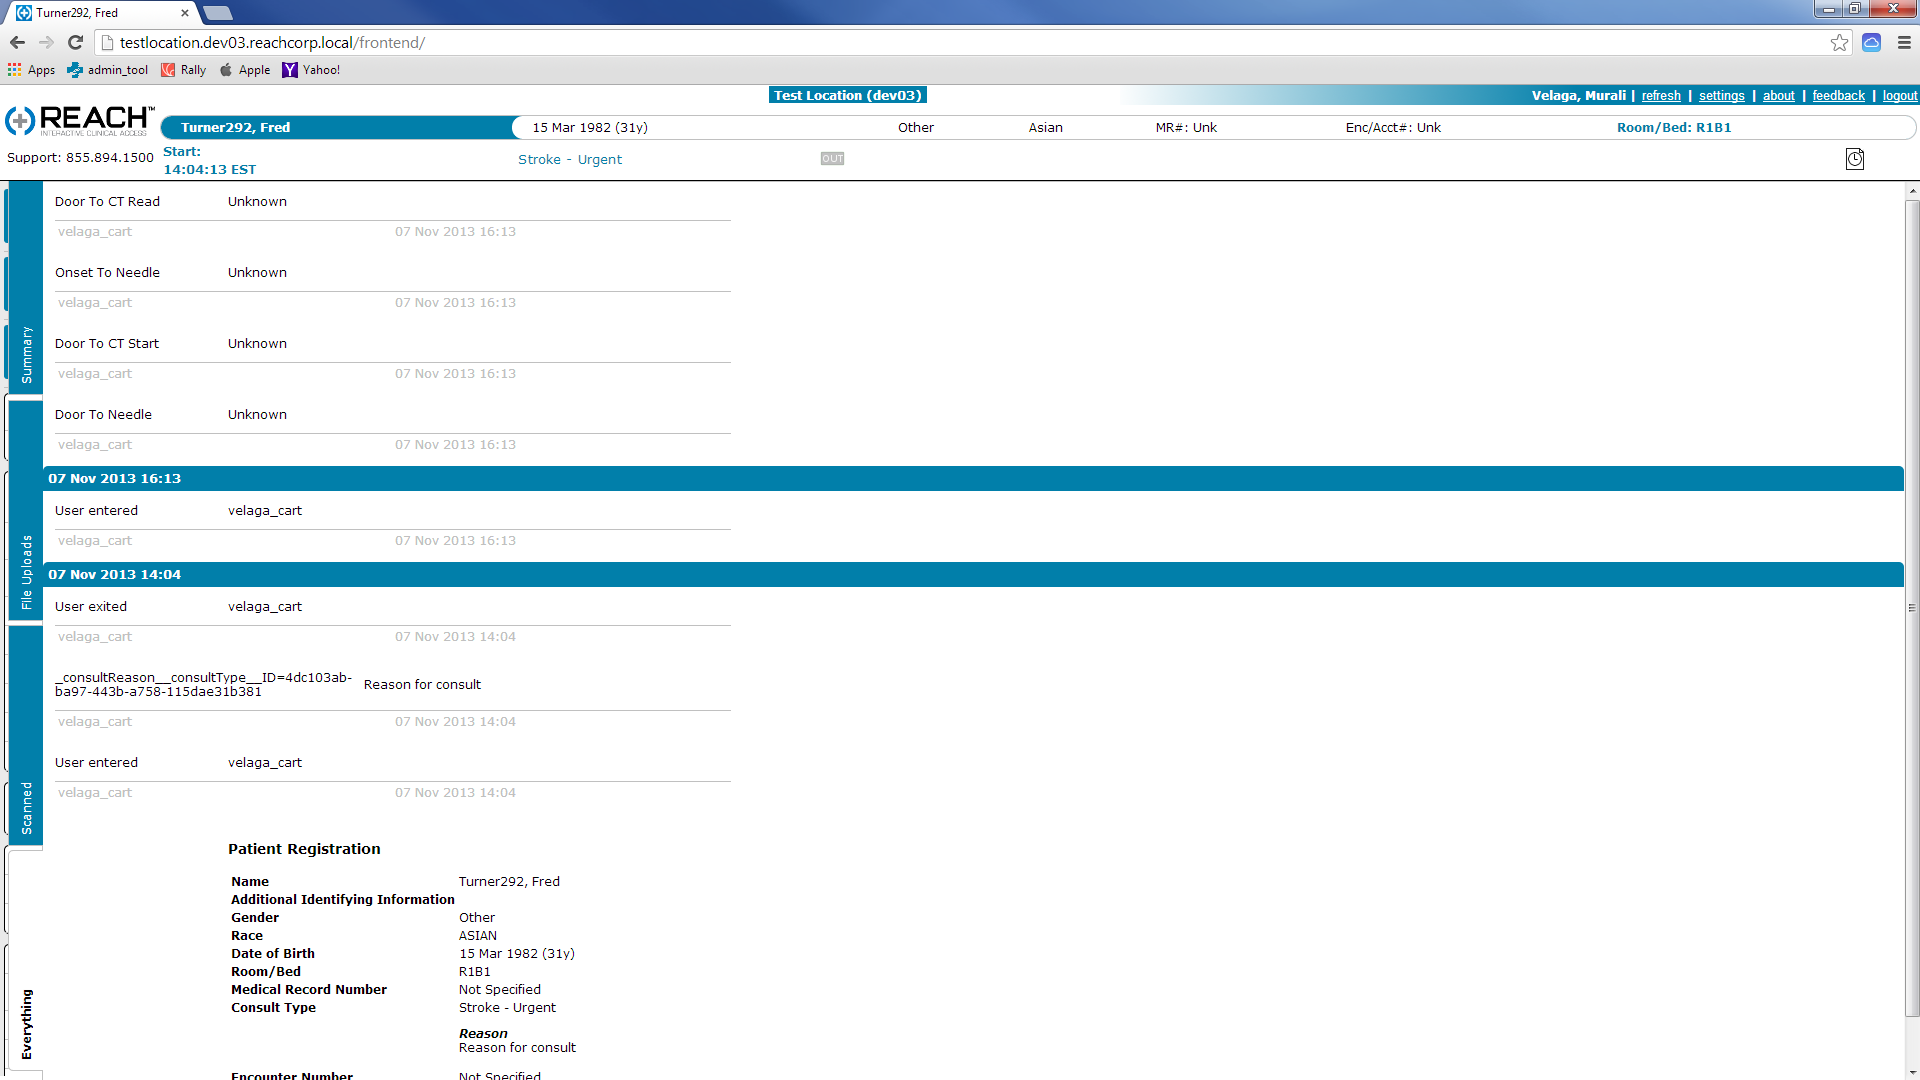 Turner292, Fred
testlocation.dev03.reachcorp.local/frontend/
Apps admin_tool Rally Apple Yahoo!
Test Location (dev03) Velaga, Murali | refresh | settings | about | feedback | logout
REACH™
INTERACTIVE CLINICAL ACCESS
Turner292, Fred 15 Mar 1982 (31y) Other Asian MR#: Unk Enc/Acct#: Unk Room/Bed: R1B1
Support: 855.894.1500
Start:
14:04:13 EST
Stroke - Urgent
OUT
Summary
File Uploads
Scanned
Everything
Door To CT Read Unknown
velaga_cart 07 Nov 2013 16:13
Onset To Needle Unknown
velaga_cart 07 Nov 2013 16:13
Door To CT Start Unknown
velaga_cart 07 Nov 2013 16:13
Door To Needle Unknown
velaga_cart 07 Nov 2013 16:13
07 Nov 2013 16:13
User entered velaga_cart
velaga_cart 07 Nov 2013 16:13
07 Nov 2013 14:04
User exited velaga_cart
velaga_cart 07 Nov 2013 14:04
_consultReason__consultType__ID=4dc103ab-
ba97-443b-a758-115dae31b381
Reason for consult
velaga_cart 07 Nov 2013 14:04
User entered velaga_cart
velaga_cart 07 Nov 2013 14:04
Patient Registration
Name Turner292, Fred
Additional Identifying Information
Gender Other
Race ASIAN
Date of Birth 15 Mar 1982 (31y)
Room/Bed R1B1
Medical Record Number Not Specified
Consult Type Stroke - Urgent
Reason
Reason for consult
Encounter Number Not Specified